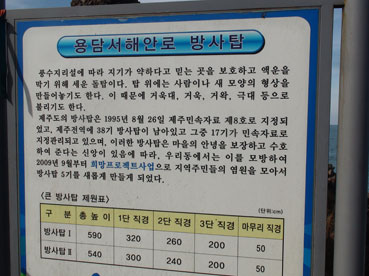 용담서해안로 방사탑
풍수지리설에 따라 지기가 약하다고 믿는 곳을 보호하고 액운을
막기 위해 세운 돌탑이다. 탑 위에는 사람이나 새 모양의 형상을
만들어놓기도 한다. 이 때문에 거욱대, 거욱, 거왁, 극대 등으로
불리기도 한다.
제주도의 방사탑은 1995년 8월 26일 제주민속자료 제8호로 지정되
었고, 제주전역에 38기 방사탑이 남아있고 그중 17기가 민속자료로
지정관리되고 있으며, 이러한 방사탑은 마을의 안녕을 보장하고 수호
하여 준다는 신앙이 있음에 따라, 우리동에서는 이를 모방하여
2009년 9월부터 희망프로젝트사업으로 지역주민들의 염원을 모아서
방사탑 5기를 새롭게 만들게 되었다.
<큰 방사탑 제원표>
(단위:cm)
구 분 총 높 이 1단 직경 2단 직경 3단 직경 마무리 직경
방사탑Ⅰ 590 320 260 200 50
방사탑Ⅱ 540 300 240 200 50